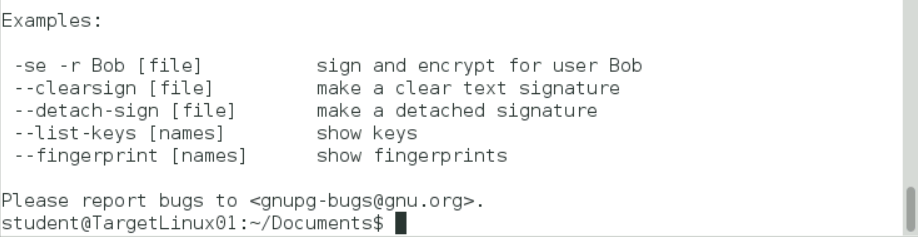 Examples:
-se -r Bob [file]             sign and encrypt for user Bob
--clearsign [file]            make a clear text signature
--detach-sign [file]          make a detached signature
--list-keys [names]           show keys
--fingerprint [names]         show fingerprints
Please report bugs to <gnupg-bugs@gnu.org>.
student@TargetLinux01:~/Documents$